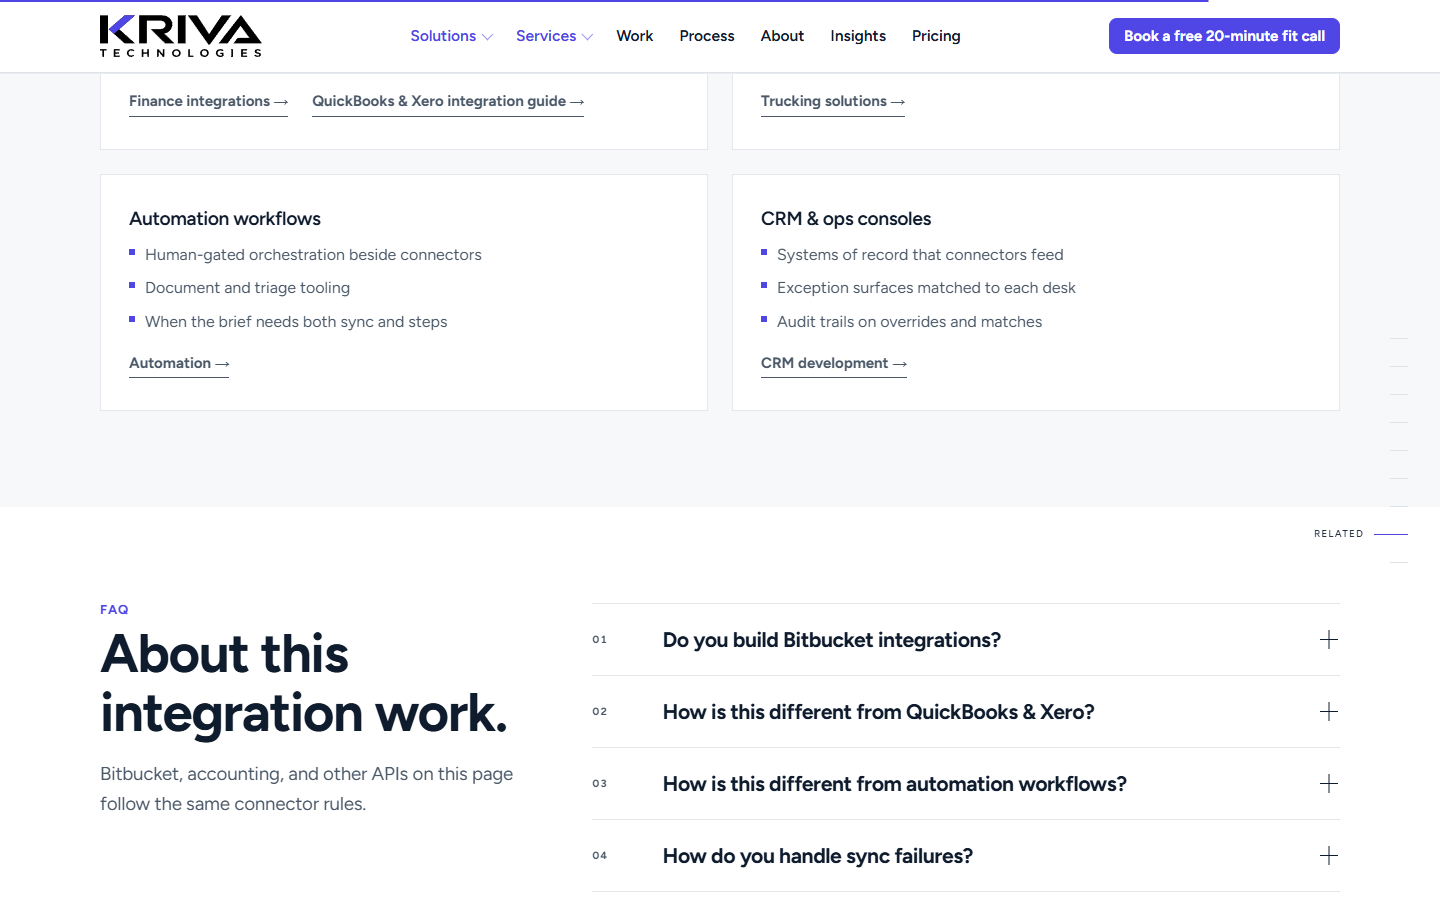 KRIVA
TECHNOLOGIES
Solutions
Services
Work
Process
About
Insights
Pricing
Book a free 20-minute fit call
Finance integrations →
QuickBooks & Xero integration guide →
Trucking solutions →
Automation workflows
Human-gated orchestration beside connectors
Document and triage tooling
When the brief needs both sync and steps
Automation →
CRM & ops consoles
Systems of record that connectors feed
Exception surfaces matched to each desk
Audit trails on overrides and matches
CRM development →
RELATED
FAQ
About this
integration work.
Bitbucket, accounting, and other APIs on this page
follow the same connector rules.
01 Do you build Bitbucket integrations?
02 How is this different from QuickBooks & Xero?
03 How is this different from automation workflows?
04 How do you handle sync failures?